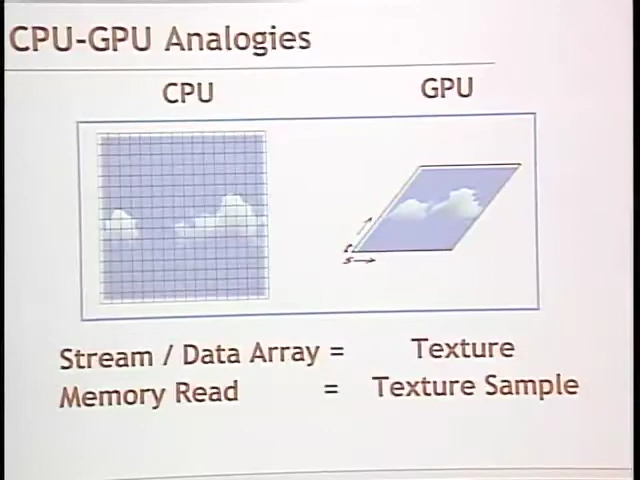 CPU-GPU Analogies
CPU GPU
s
Stream / Data Array = Texture
Memory Read = Texture Sample